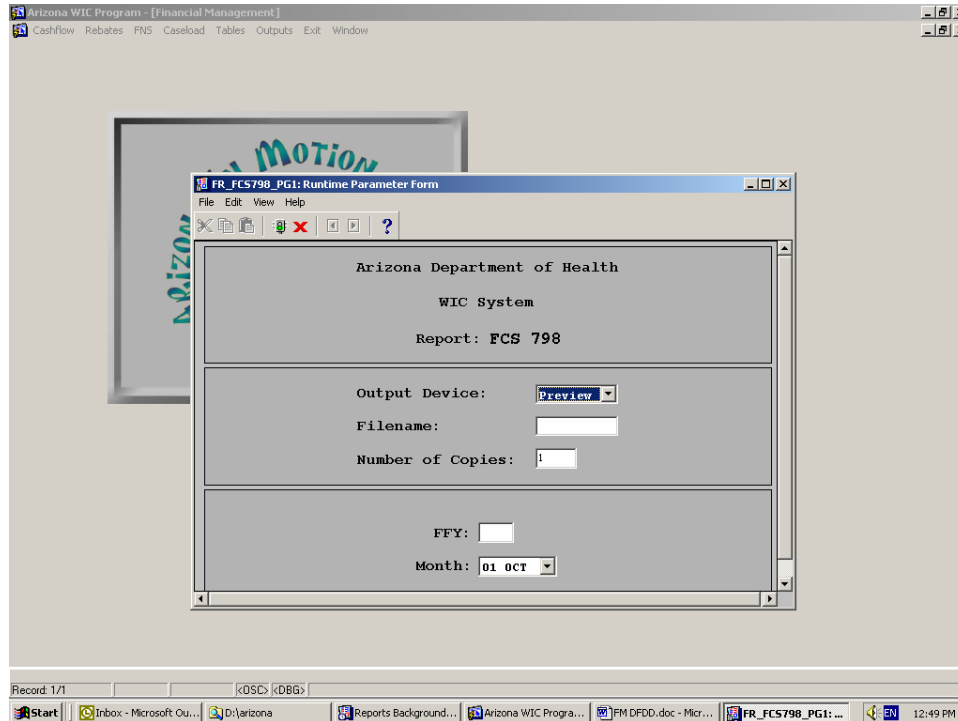 Arizona WIC Program - [Financial Management]
Cashflow Rebates FNS Caseload Tables Outputs Exit Window
MOTION
FR_FCS798_PG1: Runtime Parameter Form
File Edit View Help
Arizona Department of Health
WIC System
Report: FCS 798
Output Device: Preview
Filename:
Number of Copies: 1
FFY:
Month: 01 OCT
Record: 1/1 <OSC> <DBG>
Start Inbox - Microsoft Ou... D:\arizona Reports Background... Arizona WIC Progra... FM DFDD.doc - Micr... FR_FCS798_PG1: ... EN 12:49 PM